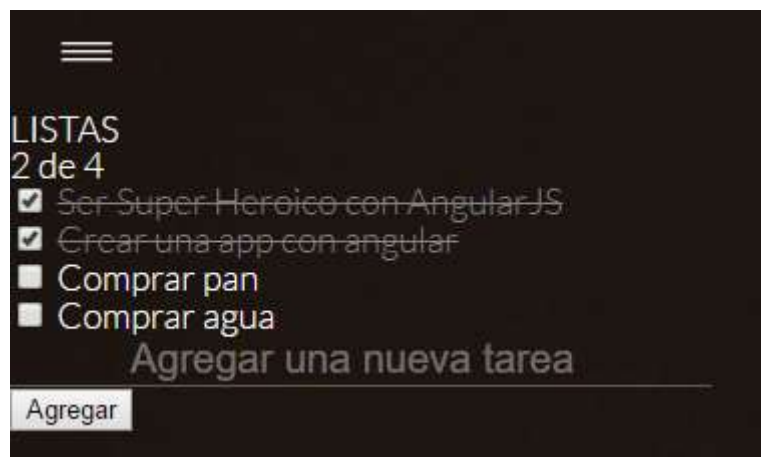 LISTAS
2 de 4
Ser Super Heroico con AngularJS
Crear una app con angular
Comprar pan
Comprar agua
Agregar una nueva tarea
Agregar